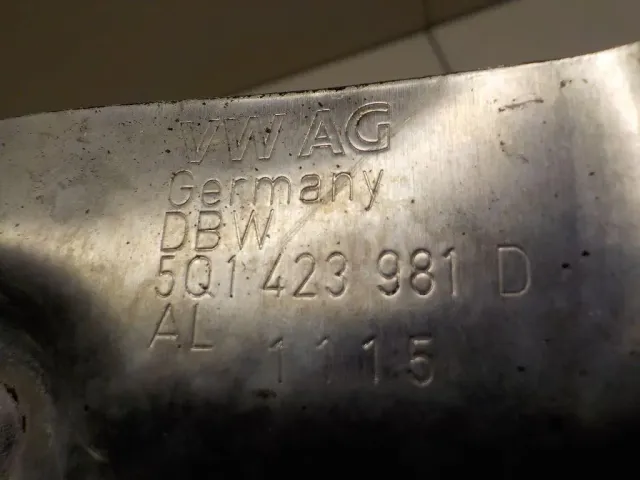 VW AG
Germany
DBW
5Q1 423 981 D
AL
1115